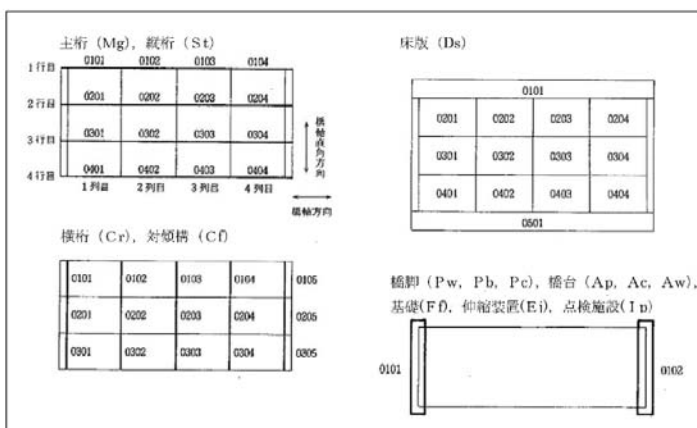 主桁(Mg), 縦桁(St)
0101 0102 0103 0104
1行目
0201 0202 0203 0204
2行目
0301 0302 0303 0304
3行目
0401 0402 0403 0404
4行目
1列目 2列目 3列目 4列目
橋軸直角方向
橋軸方向
床版(Ds)
0101
0201 0202 0203 0204
0301 0302 0303 0304
0401 0402 0403 0404
0501
横桁(Cr), 対傾構(Cf)
0101 0102 0103 0104 0105
0201 0202 0203 0204 0205
0301 0302 0303 0304 0305
橋脚(Pw, Pb, Pc), 橋台(Ap, Ac, Aw),
基礎(Ff), 伸縮装置(Ej), 点検施設(Ip)
0101 0102